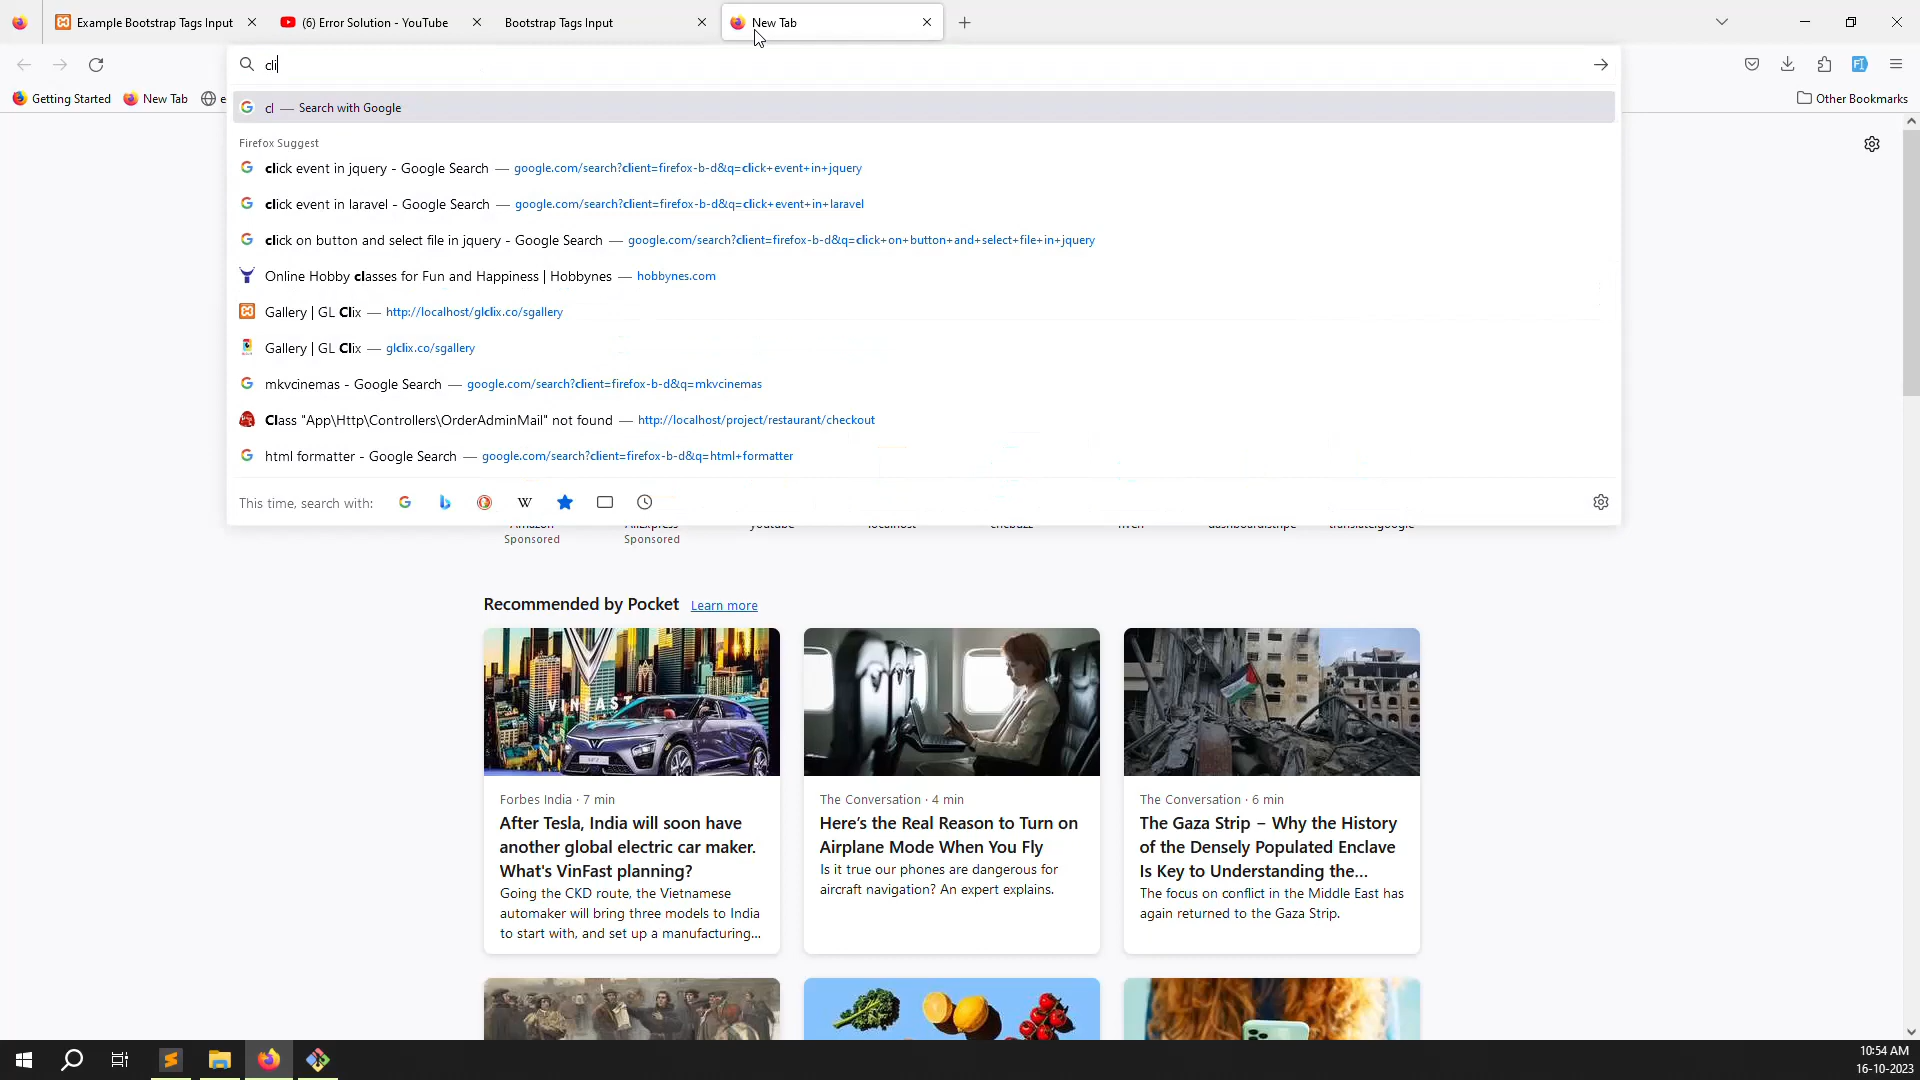 Example Bootstrap Tags Input
(6) Error Solution - YouTube
Bootstrap Tags Input
New Tab
cli
Getting Started
New Tab
e
Other Bookmarks
cl — Search with Google
Firefox Suggest
click event in jquery - Google Search — google.com/search?client=firefox-b-d&q=click+event+in+jquery
click event in laravel - Google Search — google.com/search?client=firefox-b-d&q=click+event+in+laravel
click on button and select file in jquery - Google Search — google.com/search?client=firefox-b-d&q=click+on+button+and+select+file+in+jquery
Online Hobby classes for Fun and Happiness | Hobbynes — hobbynes.com
Gallery | GL Clix — http://localhost/glclix.co/sgallery
Gallery | GL Clix — glclix.co/sgallery
mkvcinemas - Google Search — google.com/search?client=firefox-b-d&q=mkvcinemas
Class "App\Http\Controllers\OrderAdminMail" not found — http://localhost/project/restaurant/checkout
html formatter - Google Search — google.com/search?client=firefox-b-d&q=html+formatter
This time, search with:
Amazon
AliExpress
youtube
localhost
cricbuzz
fiverr
dashboard.stripe
translate.google
Sponsored
Sponsored
Recommended by Pocket
Learn more
VINFAST
Forbes India · 7 min
After Tesla, India will soon have
another global electric car maker.
What's VinFast planning?
Going the CKD route, the Vietnamese
automaker will bring three models to India
to start with, and set up a manufacturing...
The Conversation · 4 min
Here's the Real Reason to Turn on
Airplane Mode When You Fly
Is it true our phones are dangerous for
aircraft navigation? An expert explains.
The Conversation · 6 min
The Gaza Strip − Why the History
of the Densely Populated Enclave
Is Key to Understanding the...
The focus on conflict in the Middle East has
again returned to the Gaza Strip.
10:54 AM
16-10-2023